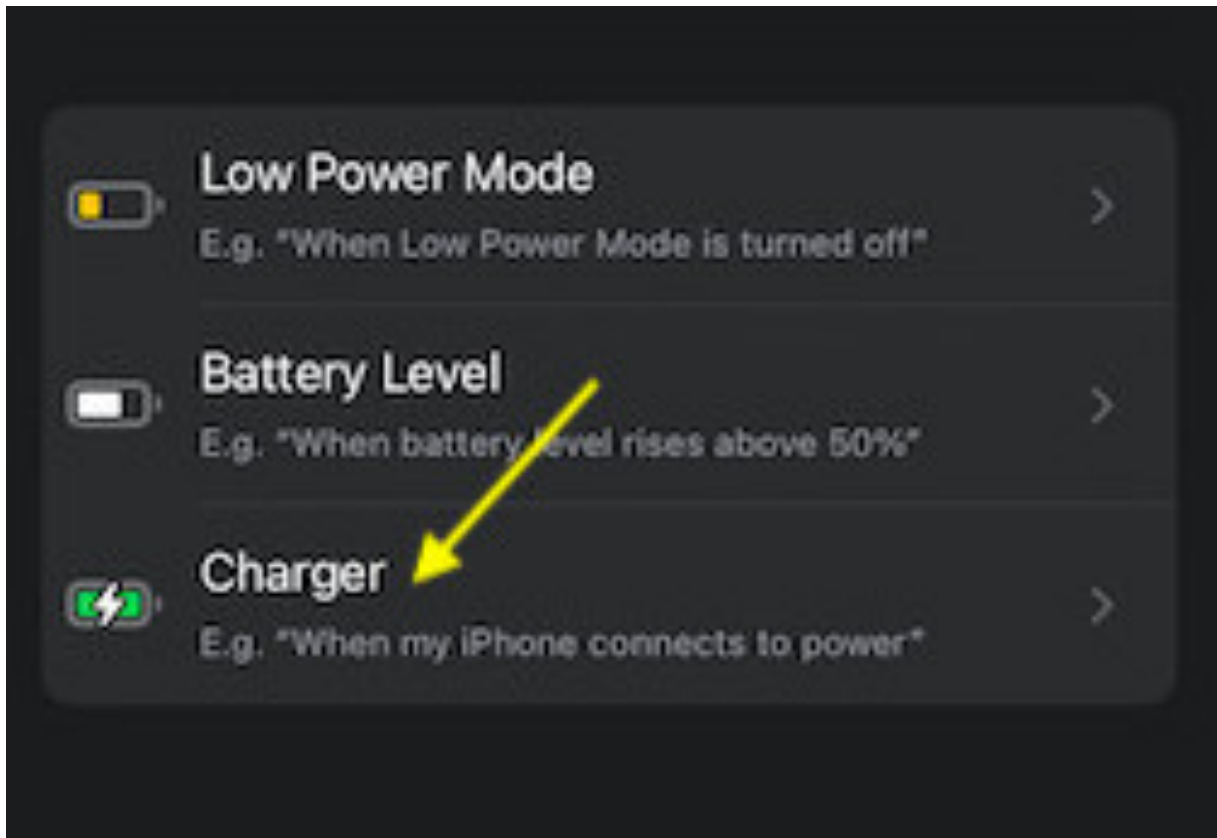 Low Power Mode
E.g. "When Low Power Mode is turned off"
Battery Level
E.g. "When battery level rises above 50%"
Charger
E.g. "When my iPhone connects to power"